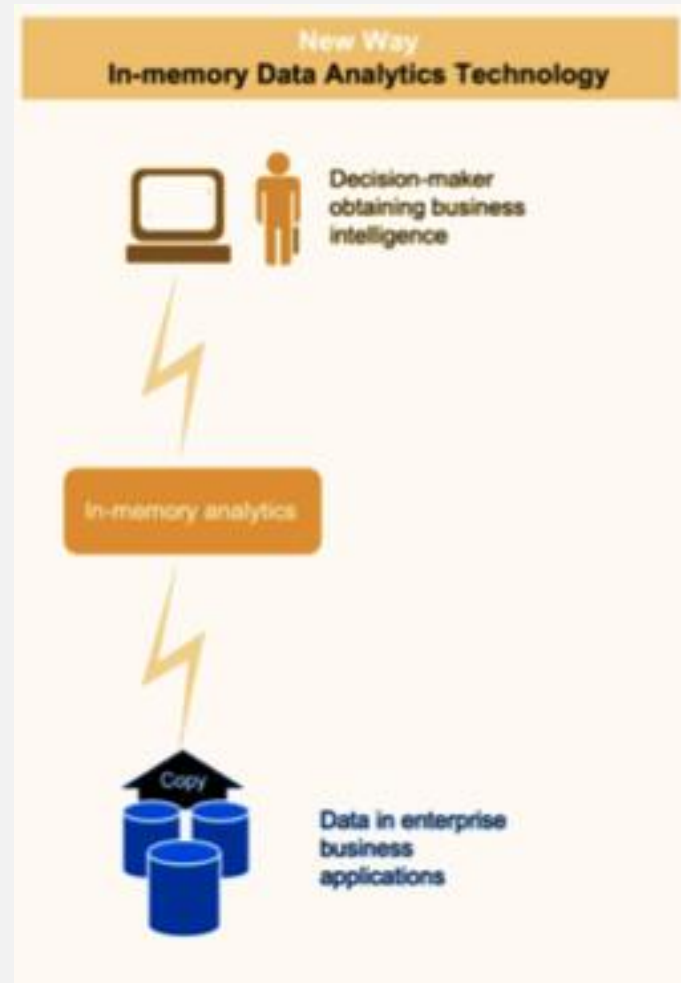 New Way
In-memory Data Analytics Technology
Decision-maker
obtaining business
intelligence
In-memory analytics
Copy
Data in enterprise
business
applications